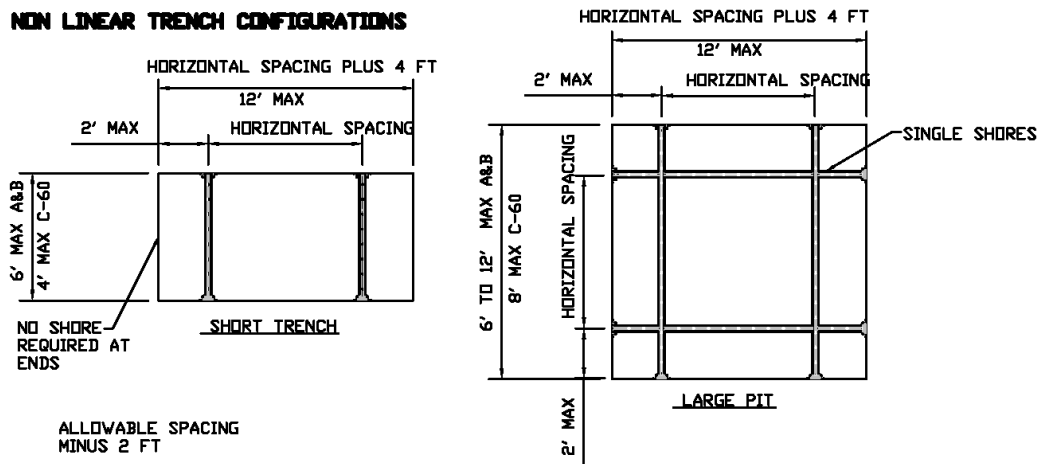 NON LINEAR TRENCH CONFIGURATIONS
HORIZONTAL SPACING PLUS 4 FT
12' MAX
2' MAX
HORIZONTAL SPACING
6' MAX A&B
4' MAX C-60
NO SHORE
REQUIRED AT
ENDS
SHORT TRENCH
ALLOWABLE SPACING
MINUS 2 FT
HORIZONTAL SPACING PLUS 4 FT
12' MAX
2' MAX
HORIZONTAL SPACING
SINGLE SHORES
6' TO 12' MAX A&B
8' MAX C-60
HORIZONTAL SPACING
2' MAX
LARGE PIT